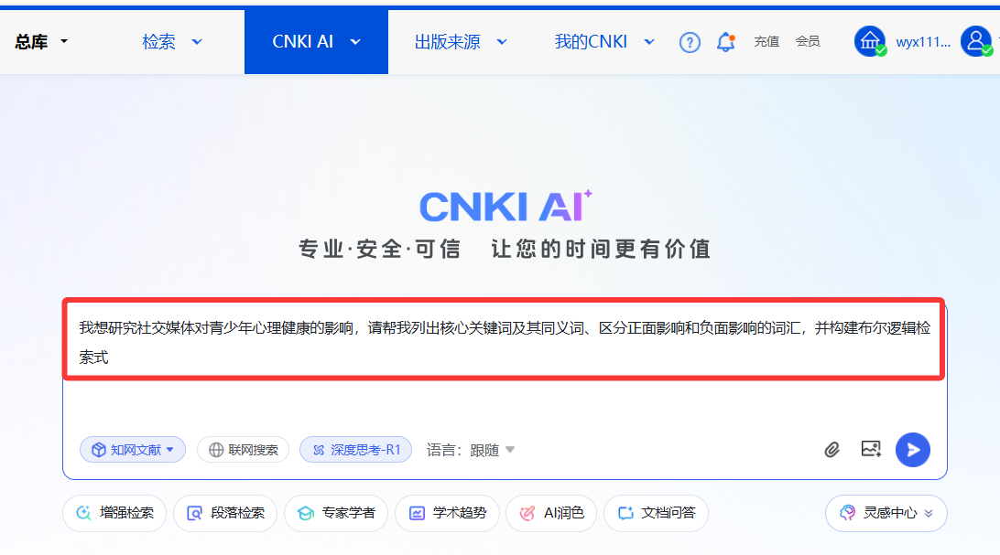 总库 检索 CNKI AI 出版来源 我的CNKI ? 充值 会员 wyx111...
CNKI AI
专业·安全·可信 让您的时间更有价值
我想研究社交媒体对青少年心理健康的影响，请帮我列出核心关键词及其同义词、区分正面影响和负面影响的词汇，并构建布尔逻辑检
索式
知网文献 联网搜索 深度思考-R1 语言：跟随
增强检索 段落检索 专家学者 学术趋势 AI润色 文档问答 灵感中心